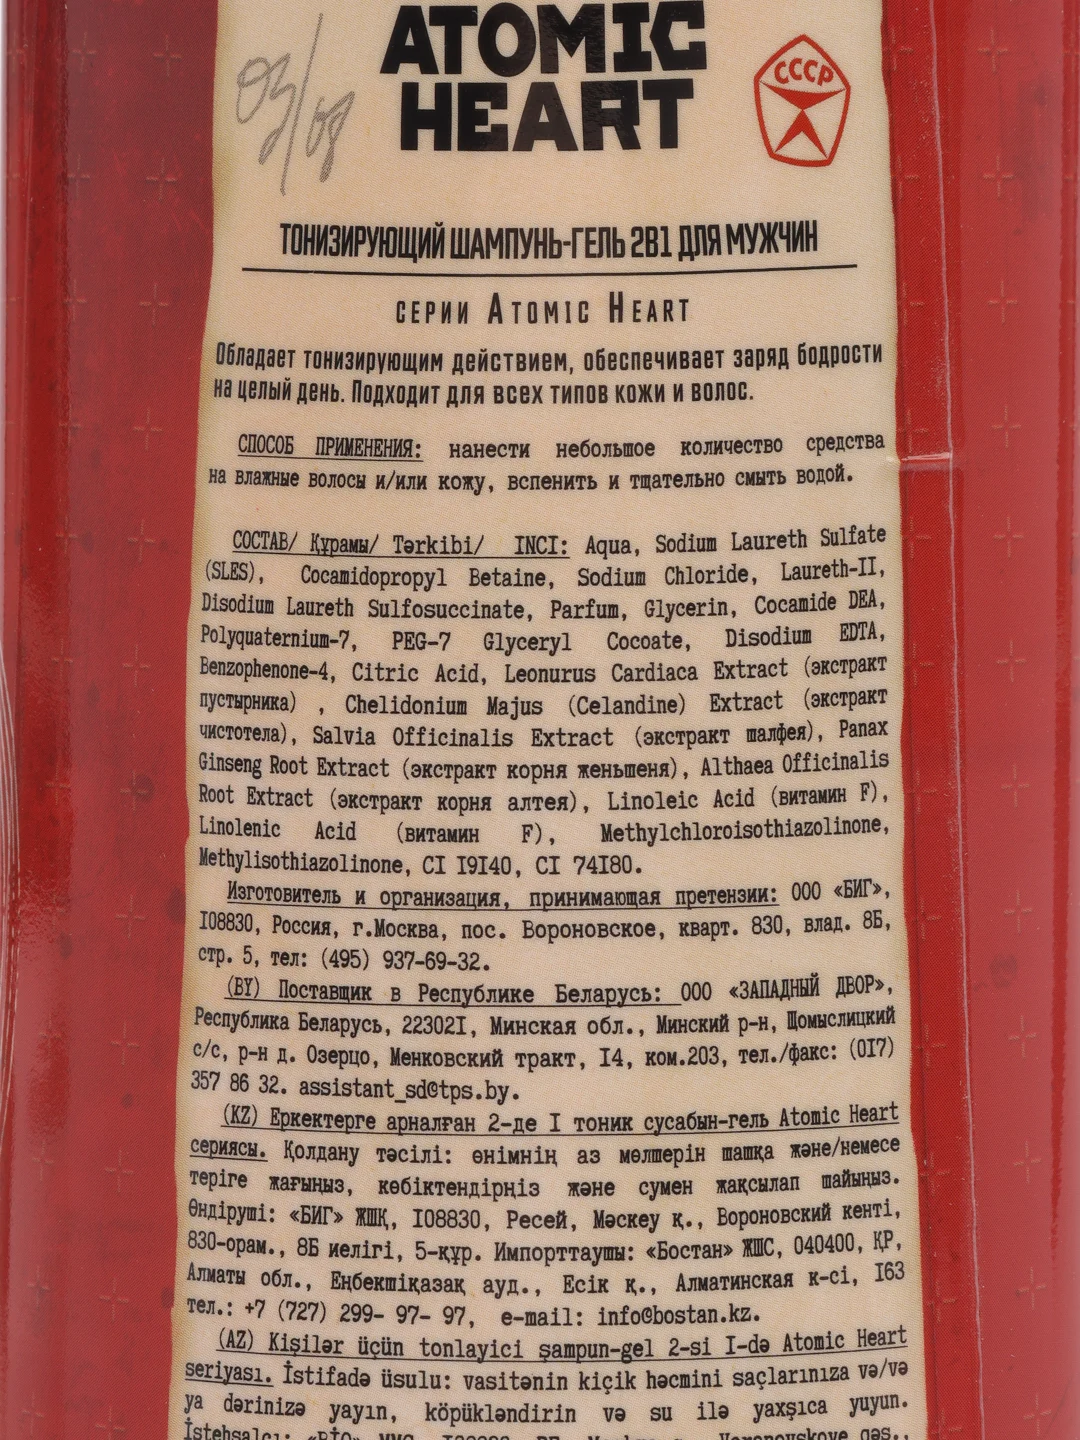 ATOMIC
HEART
03/08
СССР
ТОНИЗИРУЮЩИЙ ШАМПУНЬ-ГЕЛЬ 2В1 ДЛЯ МУЖЧИН
СЕРИИ ATOMIC HEART
Обладает тонизирующим действием, обеспечивает заряд бодрости
на целый день. Подходит для всех типов кожи и волос.
СПОСОБ ПРИМЕНЕНИЯ: нанести небольшое количество средства
на влажные волосы и/или кожу, вспенить и тщательно смыть водой.
СОСТАВ/ Құрамы/ Tərkibi/ INCI: Aqua, Sodium Laureth Sulfate
(SLES), Cocamidopropyl Betaine, Sodium Chloride, Laureth-II,
Disodium Laureth Sulfosuccinate, Parfum, Glycerin, Cocamide DEA,
Polyquaternium-7, PEG-7 Glyceryl Cocoate, Disodium EDTA,
Benzophenone-4, Citric Acid, Leonurus Cardiaca Extract (экстракт
пустырника) , Chelidonium Majus (Celandine) Extract (экстракт
чистотела), Salvia Officinalis Extract (экстракт шалфея), Panax
Ginseng Root Extract (экстракт корня женьшеня), Althaea Officinalis
Root Extract (экстракт корня алтея), Linoleic Acid (витамин F),
Linolenic Acid (витамин F), Methylchloroisothiazolinone,
Methylisothiazolinone, CI I9I40, CI 74I80.
Изготовитель и организация, принимающая претензии: ООО «БИГ»,
I08830, Россия, г.Москва, пос. Вороновское, кварт. 830, влад. 8Б,
стр. 5, тел: (495) 937-69-32.
(BY) Поставщик в Республике Беларусь: ООО «ЗАПАДНЫЙ ДВОР»,
Республика Беларусь, 22302I, Минская обл., Минский р-н, Щомыслицкий
с/с, р-н д. Озерцо, Менковский тракт, I4, ком.203, тел./факс: (0I7)
357 86 32. assistant_sd@tps.by.
(KZ) Еркектерге арналған 2-де I тоник сусабын-гель Atomic Heart
сериясы. Қолдану тәсілі: өнімнің аз мөлшерін шашқа және/немесе
теріге жағыңыз, көбіктендірңіз және сумен жақсылап шайыңыз.
Өндіруші: «БИГ» ЖШҚ, I08830, Ресей, Мәскеу қ., Вороновский кенті,
830-орам., 8Б иелігі, 5-құр. Импорттаушы: «Бостан» ЖШС, 040400, ҚР,
Алматы обл., Еңбекшіқазақ ауд., Есік қ., Алматинская к-сі, I63
тел.: +7 (727) 299- 97- 97, e-mail: info@bostan.kz.
(AZ) Kişilər üçün tonlayici şampun-gel 2-si I-də Atomic Heart
seriyası. İstifadə üsulu: vasitənin kiçik həcmini saçlarınıza və/və
ya dərinizə yayın, köpükləndirin və su ilə yaxşıca yuyun.
İstehsalçı: «BİQ» MMC, I08830,